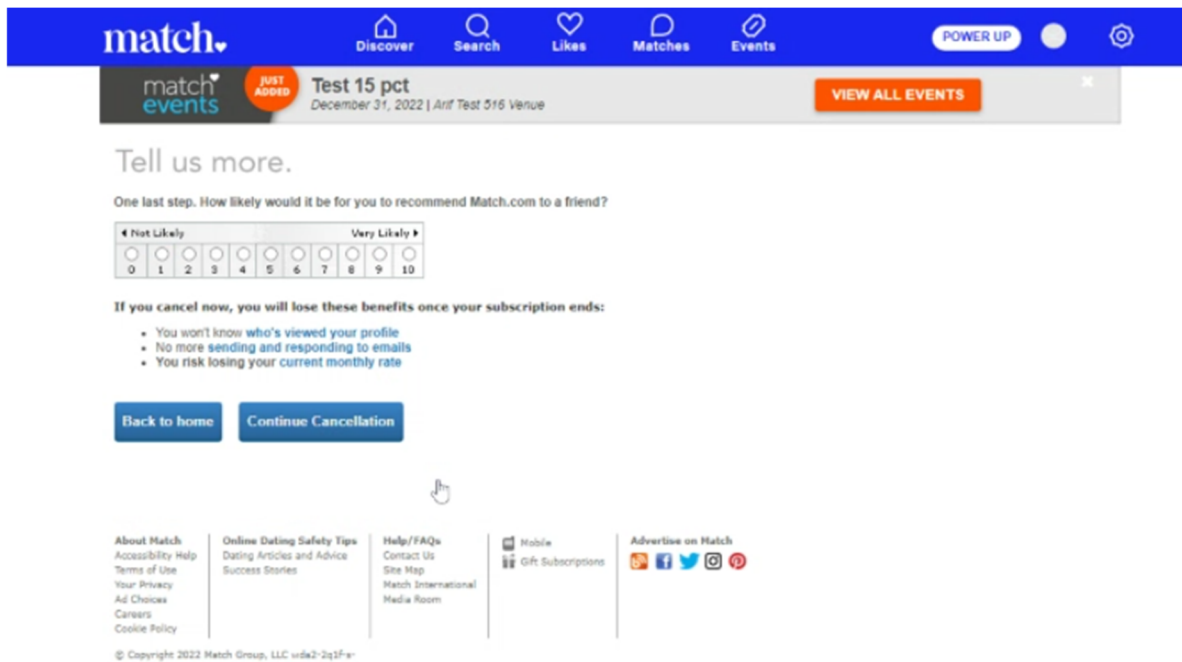 match
Discover
Search
Likes
Matches
Events
POWER UP
match events
JUST ADDED
Test 15 pct
December 31, 2022 | Arif Test 516 Venue
VIEW ALL EVENTS
Tell us more.
One last step. How likely would it be for you to recommend Match.com to a friend?
Not Likely Very Likely
0 1 2 3 4 5 6 7 8 9 10
If you cancel now, you will lose these benefits once your subscription ends:
You won't know who's viewed your profile
No more sending and responding to emails
You risk losing your current monthly rate
Back to home
Continue Cancellation
About Match
Accessibility Help
Terms of Use
Your Privacy
Ad Choices
Careers
Cookie Policy
Online Dating Safety Tips
Dating Articles and Advice
Success Stories
Help/FAQs
Contact Us
Site Map
Match International
Media Room
Mobile
Gift Subscriptions
Advertise on Match
© Copyright 2022 Match Group, LLC